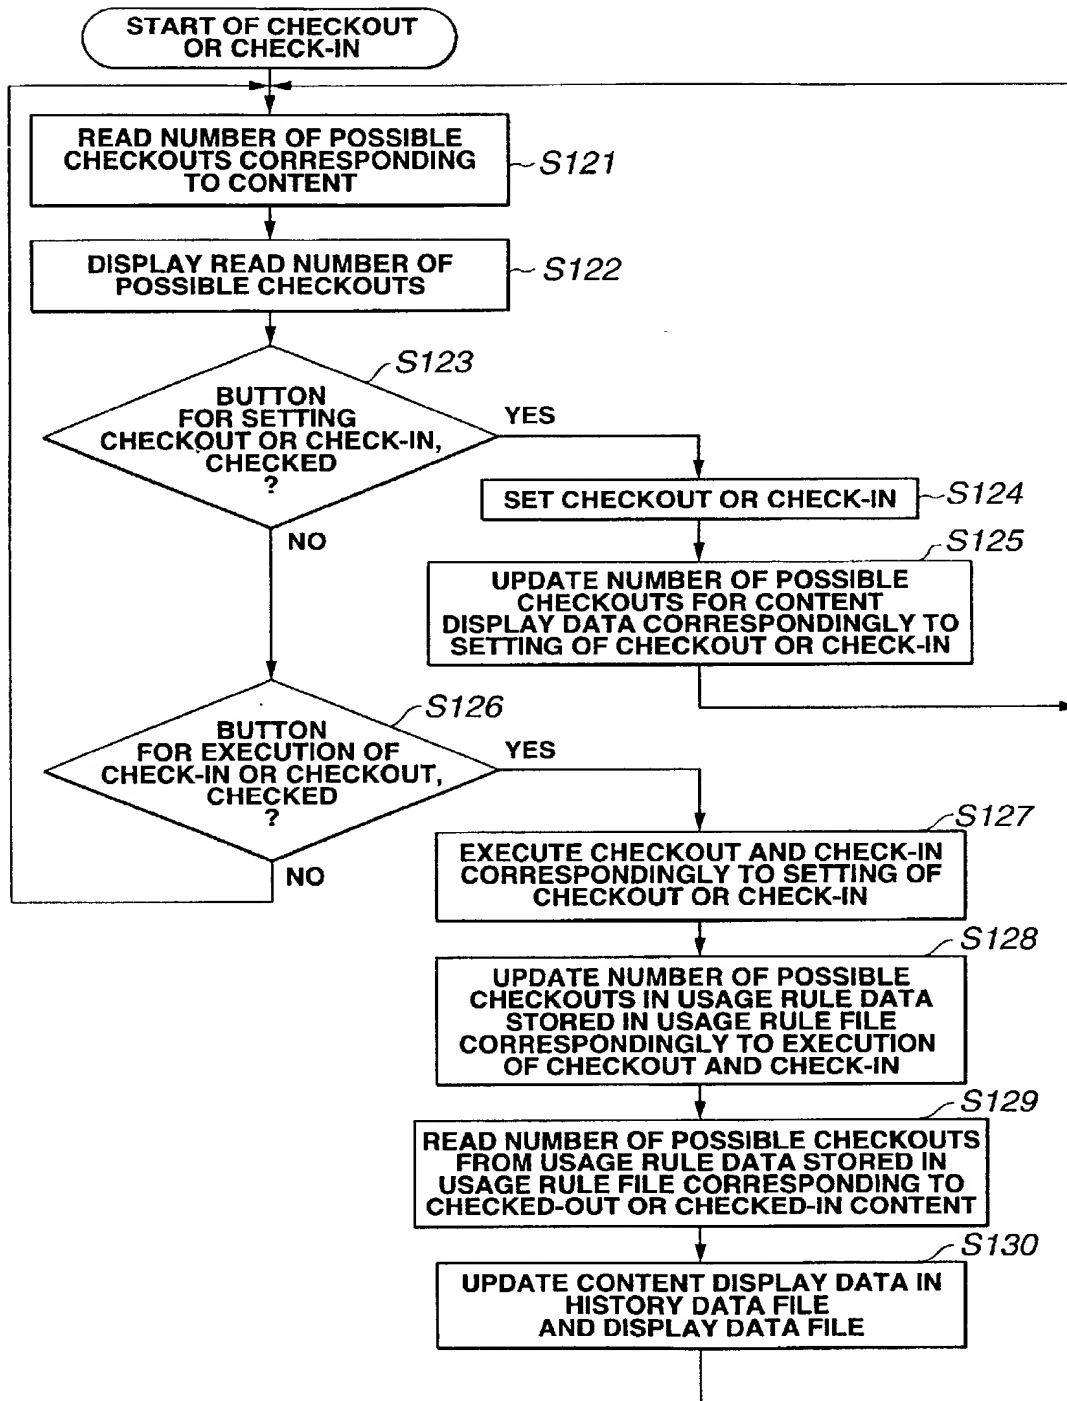 START OF CHECKOUT
OR CHECK-IN
READ NUMBER OF POSSIBLE
CHECKOUTS CORRESPONDING
TO CONTENT
S121
DISPLAY READ NUMBER OF
POSSIBLE CHECKOUTS
S122
S123
BUTTON
FOR SETTING
CHECKOUT OR CHECK-IN,
CHECKED
?
YES
NO
SET CHECKOUT OR CHECK-IN
S124
S125
UPDATE NUMBER OF POSSIBLE
CHECKOUTS FOR CONTENT
DISPLAY DATA CORRESPONDINGLY TO
SETTING OF CHECKOUT OR CHECK-IN
S126
BUTTON
FOR EXECUTION OF
CHECK-IN OR CHECKOUT,
CHECKED
?
YES
NO
S127
EXECUTE CHECKOUT AND CHECK-IN
CORRESPONDINGLY TO SETTING OF
CHECKOUT OR CHECK-IN
S128
UPDATE NUMBER OF POSSIBLE
CHECKOUTS IN USAGE RULE DATA
STORED IN USAGE RULE FILE
CORRESPONDINGLY TO EXECUTION
OF CHECKOUT AND CHECK-IN
S129
READ NUMBER OF POSSIBLE CHECKOUTS
FROM USAGE RULE DATA STORED IN
USAGE RULE FILE CORRESPONDING TO
CHECKED-OUT OR CHECKED-IN CONTENT
S130
UPDATE CONTENT DISPLAY DATA IN
HISTORY DATA FILE
AND DISPLAY DATA FILE